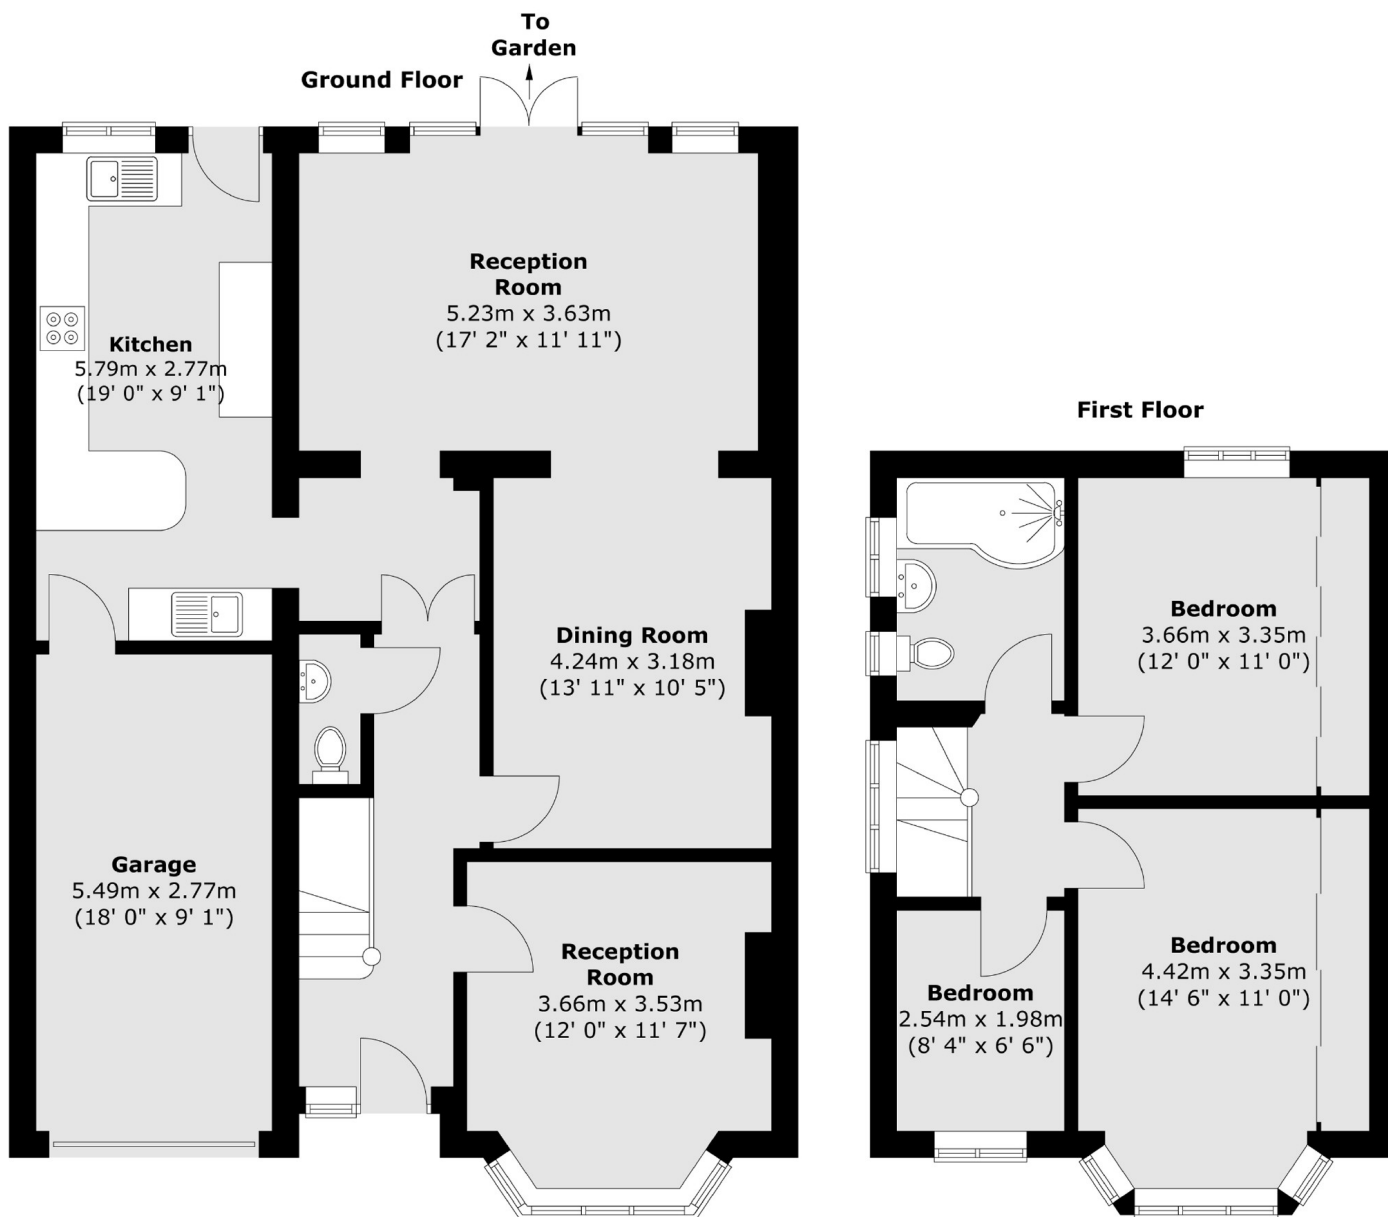 To
Garden
Ground Floor
Reception
Room
5.23m x 3.63m
(17' 2" x 11' 11")
Kitchen
5.79m x 2.77m
(19' 0" x 9' 1")
Dining Room
4.24m x 3.18m
(13' 11" x 10' 5")
Garage
5.49m x 2.77m
(18' 0" x 9' 1")
Reception
Room
3.66m x 3.53m
(12' 0" x 11' 7")
First Floor
Bedroom
3.66m x 3.35m
(12' 0" x 11' 0")
Bedroom
4.42m x 3.35m
(14' 6" x 11' 0")
Bedroom
2.54m x 1.98m
(8' 4" x 6' 6")